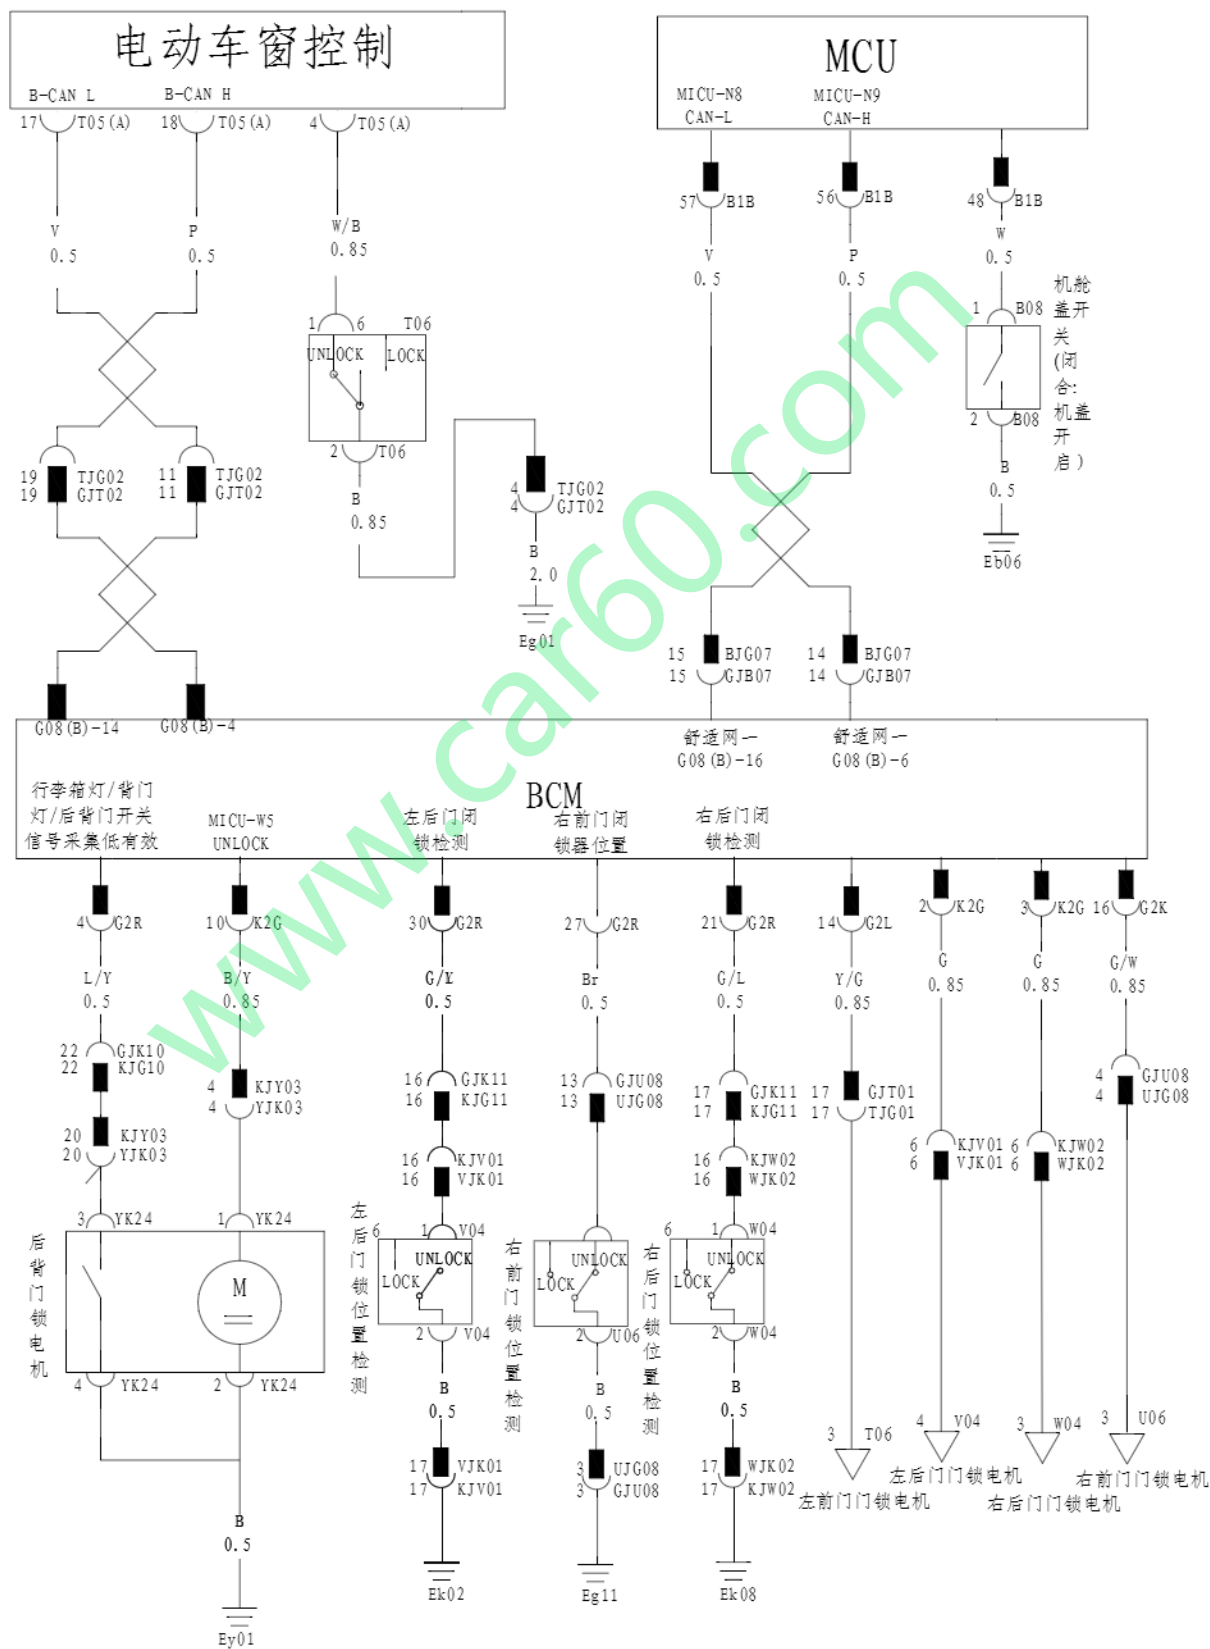 电动车窗控制
B-CAN L
B-CAN H
17 T05(A)
18 T05(A)
4 T05(A)
V
0.5
P
0.5
W/B
0.85
1 6 T06
UNLOCK LOCK
2 T06
B
0.85
19 TJG02
19 GJT02
11 TJG02
11 GJT02
4 TJG02
4 GJT02
B
2.0
Eg01
G08(B)-14
G08(B)-4
MCU
MICU-N8
CAN-L
MICU-N9
CAN-H
57 B1B
56 B1B
48 B1B
V
0.5
P
0.5
W
0.5
1 B08
机舱
盖开
关
(闭
合:
机盖
开
启)
2 B08
B
0.5
Eb06
15 BJG07
15 GJB07
14 BJG07
14 GJB07
舒适网一
G08(B)-16
舒适网一
G08(B)-6
BCM
行李箱灯/背门
灯/后背门开关
信号采集低有效
MICU-W5
UNLOCK
左后门闭
锁检测
右前门闭
锁器位置
右后门闭
锁检测
4 G2R
10 K2G
30 G2R
27 G2R
21 G2R
14 G2L
2 K2G
3 K2G
16 G2K
L/Y
0.5
B/Y
0.85
G/Y
0.5
Br
0.5
G/L
0.5
Y/G
0.85
G
0.85
G
0.85
G/W
0.85
22 GJK10
22 KJG10
20 KJY03
20 YJK03
4 KJY03
4 YJK03
16 GJK11
16 KJG11
16 KJV01
16 VJK01
13 GJU08
13 UJG08
17 GJK11
17 KJG11
16 KJW02
16 WJK02
17 GJT01
17 TJG01
6 KJV01
6 VJK01
6 KJW02
6 WJK02
4 GJU08
4 UJG08
3 YK24
1 YK24
后背门锁电机
M
4 YK24
2 YK24
B
0.5
Ey01
左后门锁位置检测
6 1 V04
UNLOCK
LOCK
2 V04
B
0.5
17 VJK01
17 KJV01
Ek02
右前门锁位置检测
UNLOCK
LOCK
2 U06
B
0.5
3 UJG08
3 GJU08
Eg11
右后门锁位置检测
6 1 W04
UNLOCK
LOCK
2 W04
B
0.5
17 WJK02
17 KJW02
Ek08
3 T06
左前门门锁电机
4 V04
左后门门锁电机
3 W04
右后门门锁电机
3 U06
右前门门锁电机
www.car60.com